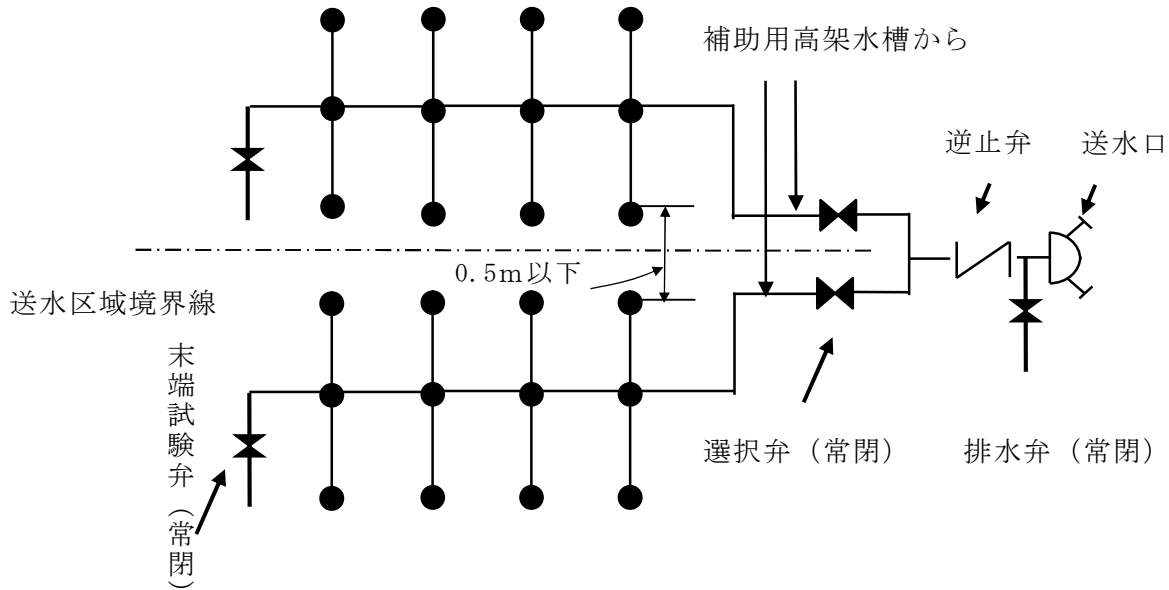 補助用高架水槽から
逆止弁
送水口
0.5m以下
送水区域境界線
末端試験弁（常閉）
選択弁（常閉）
排水弁（常閉）